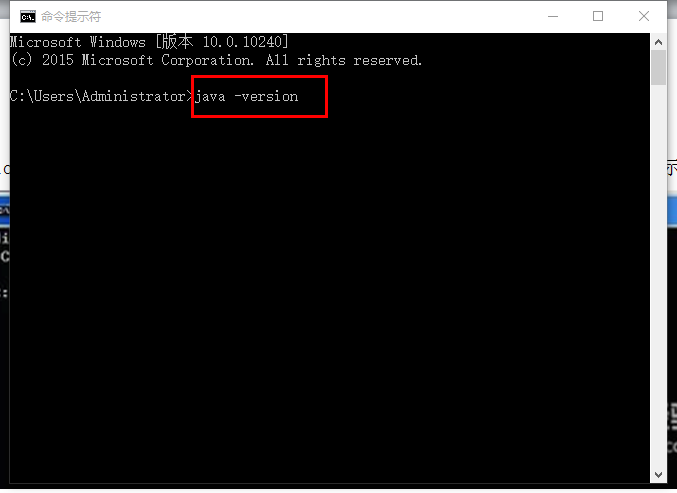 命令提示符
Microsoft Windows [版本 10.0.10240]
(c) 2015 Microsoft Corporation. All rights reserved.
C:\Users\Administrator>java -version
示